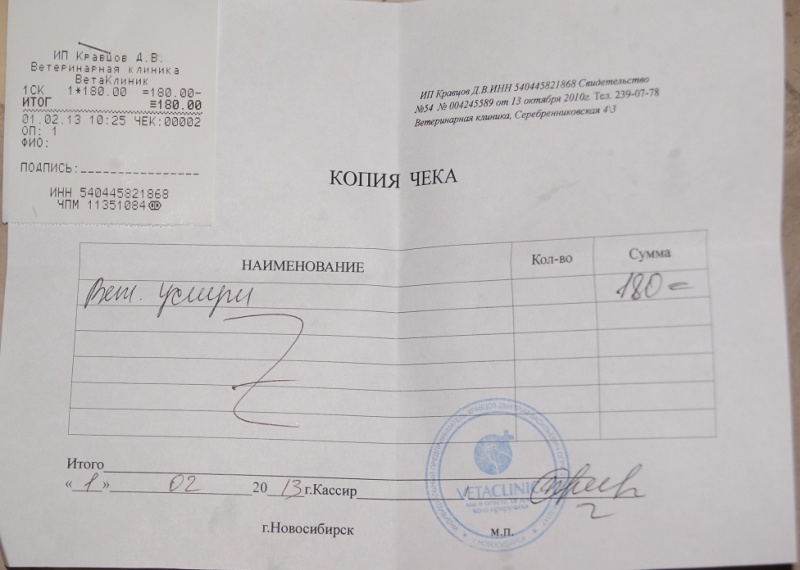 ИП Кравцов Д.В.
Ветеринарная клиника
ВетаКлиник
1СК 1*180.00 =180.00-
ИТОГ ≡180.00
01.02.13 10:25 ЧЕК:00002
ОП: 1
ФИО:
ПОДПИСЬ:
ИНН 540445821868
ЧПМ 11351084
ИП Кравцов Д.В.ИНН 540445821868 Свидетельство
№54 № 004245589 от 13 октября 2010г. Тел. 239-07-78
Ветеринарная клиника, Серебренниковская 4\3
КОПИЯ ЧЕКА
НАИМЕНОВАНИЕ Кол-во Сумма
Вет. услуги 180=
Итого
«1» 02 2013 г.Кассир
VETACLINIC
г.Новосибирск м.п.